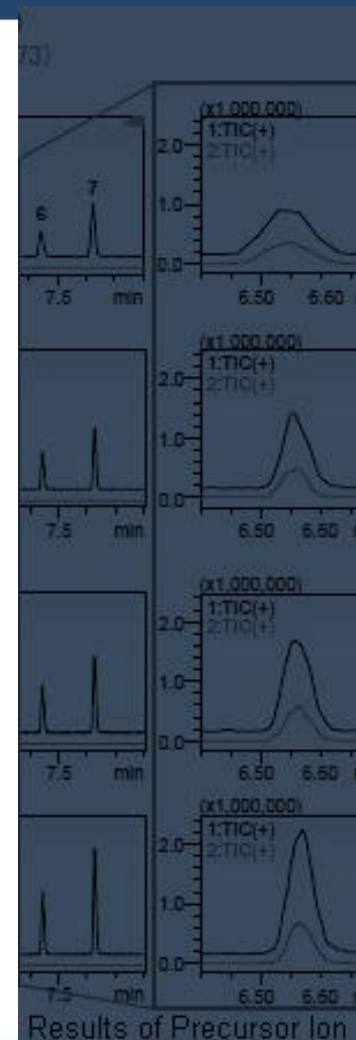 )
73)
(x1,000,000)
1:TIC(+)
2:TIC(+)
2.0
1.0
0.0
6
7
7.5 min
6.50 6.60
(x1,000,000)
1:TIC(+)
2:TIC(+)
2.0
1.0
0.0
7.5 min
6.50 6.60
(x1,000,000)
1:TIC(+)
2:TIC(+)
2.0
1.0
0.0
7.5 min
6.50 6.60
(x1,000,000)
1:TIC(+)
2:TIC(+)
2.0
1.0
0.0
7.5 min
6.50 6.60
Results of Precursor Ion